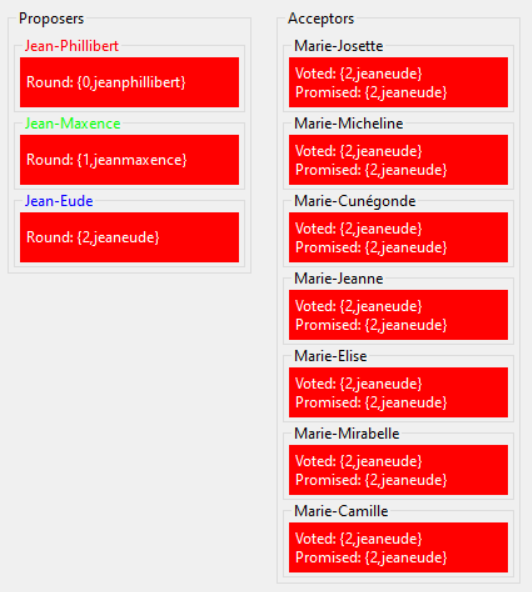 Proposers
Jean-Phillibert
Round: {0,jeanphillibert}
Jean-Maxence
Round: {1,jeanmaxence}
Jean-Eude
Round: {2,jeaneude}
Acceptors
Marie-Josette
Voted: {2,jeaneude}
Promised: {2,jeaneude}
Marie-Micheline
Voted: {2,jeaneude}
Promised: {2,jeaneude}
Marie-Cunégonde
Voted: {2,jeaneude}
Promised: {2,jeaneude}
Marie-Jeanne
Voted: {2,jeaneude}
Promised: {2,jeaneude}
Marie-Elise
Voted: {2,jeaneude}
Promised: {2,jeaneude}
Marie-Mirabelle
Voted: {2,jeaneude}
Promised: {2,jeaneude}
Marie-Camille
Voted: {2,jeaneude}
Promised: {2,jeaneude}